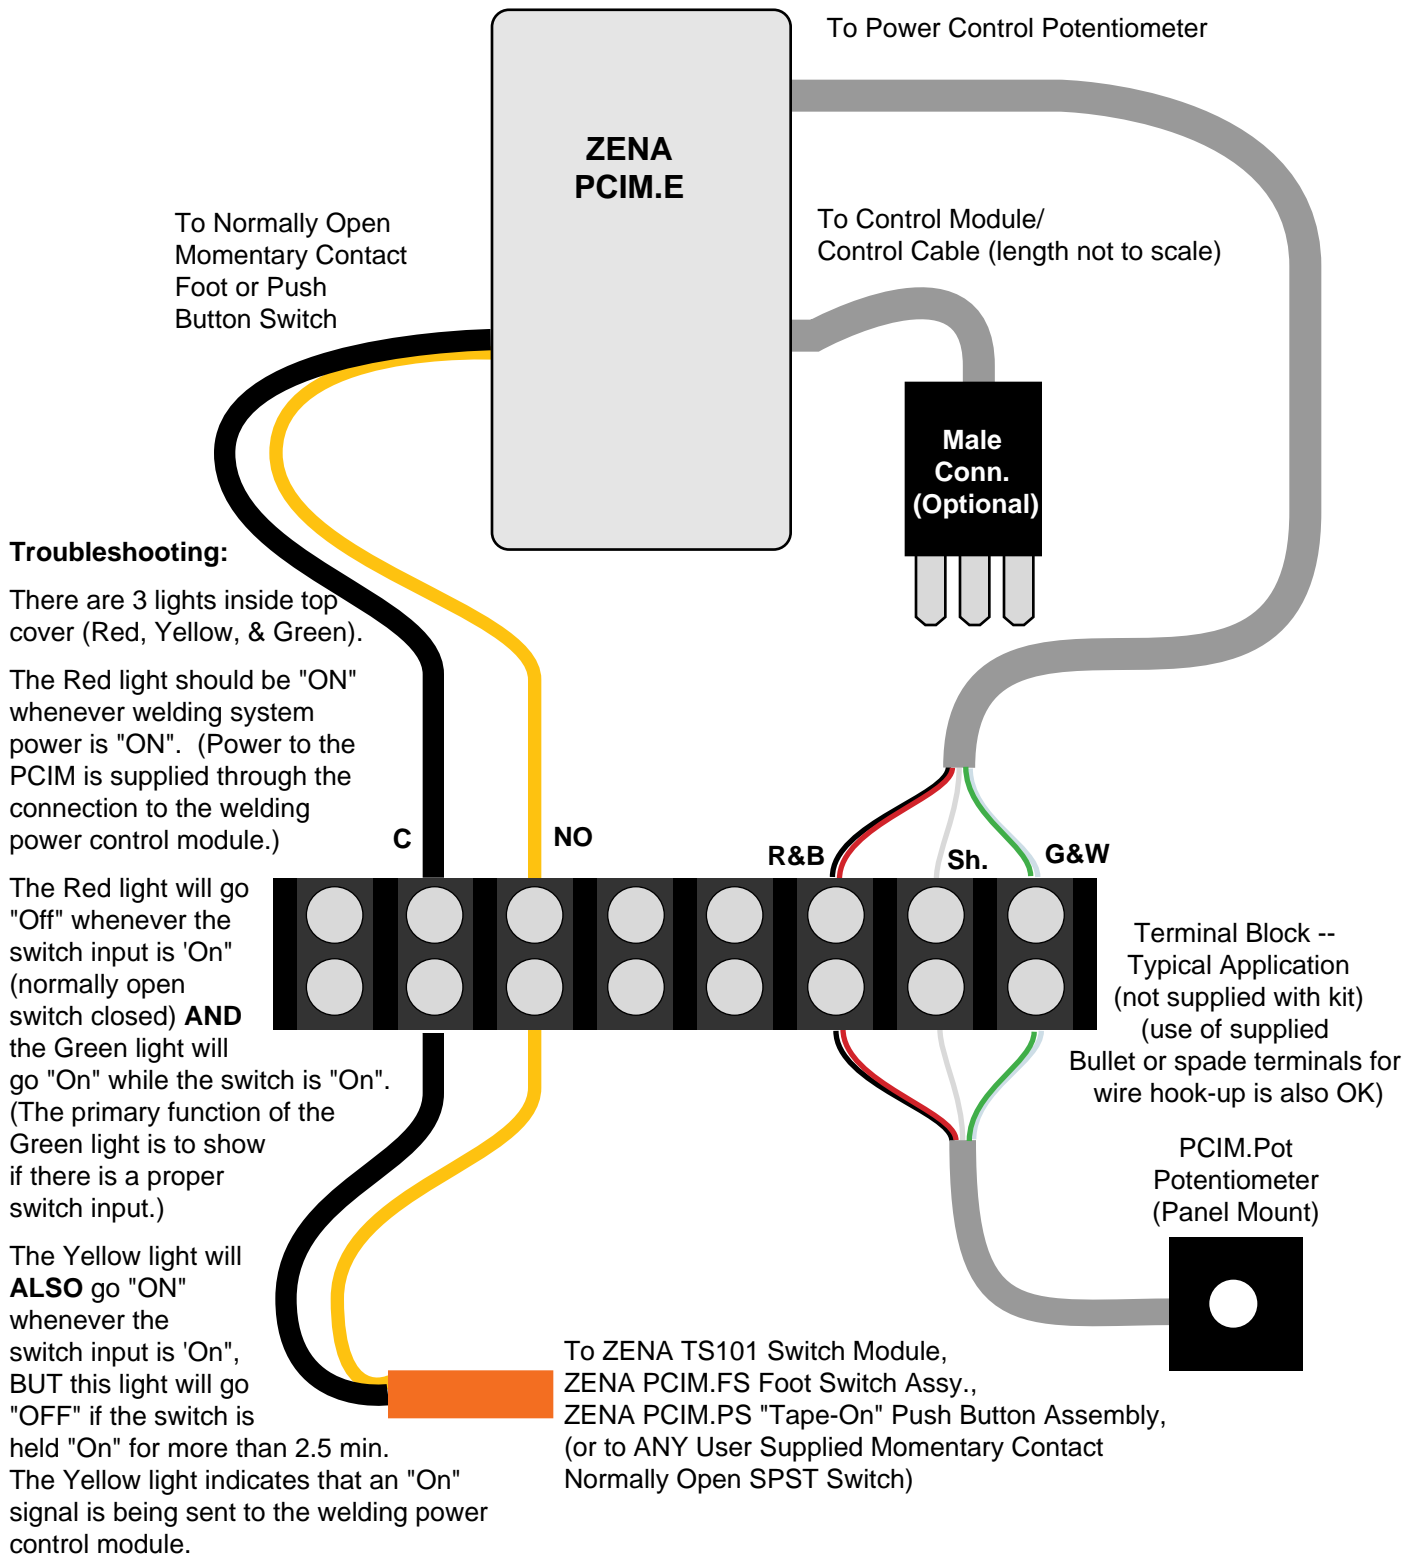 To Power Control Potentiometer
ZENA
PCIM.E
To Normally Open
Momentary Contact
Foot or Push
Button Switch
To Control Module/
Control Cable (length not to scale)
Male
Conn.
(Optional)
Troubleshooting:
There are 3 lights inside top
cover (Red, Yellow, & Green).
The Red light should be "ON"
whenever welding system
power is "ON".  (Power to the
PCIM is supplied through the
connection to the welding
power control module.)
The Red light will go
"Off" whenever the
switch input is 'On"
(normally open
switch closed) AND
the Green light will
go "On" while the switch is "On".
(The primary function of the
Green light is to show
if there is a proper
switch input.)
The Yellow light will
ALSO go "ON"
whenever the
switch input is 'On",
BUT this light will go
"OFF" if the switch is
held "On" for more than 2.5 min.
The Yellow light indicates that an "On"
signal is being sent to the welding power
control module.
C
NO
R&B
Sh.
G&W
Terminal Block --
Typical Application
(not supplied with kit)
(use of supplied
Bullet or spade terminals for
wire hook-up is also OK)
PCIM.Pot
Potentiometer
(Panel Mount)
To ZENA TS101 Switch Module,
ZENA PCIM.FS Foot Switch Assy.,
ZENA PCIM.PS "Tape-On" Push Button Assembly,
(or to ANY User Supplied Momentary Contact
Normally Open SPST Switch)